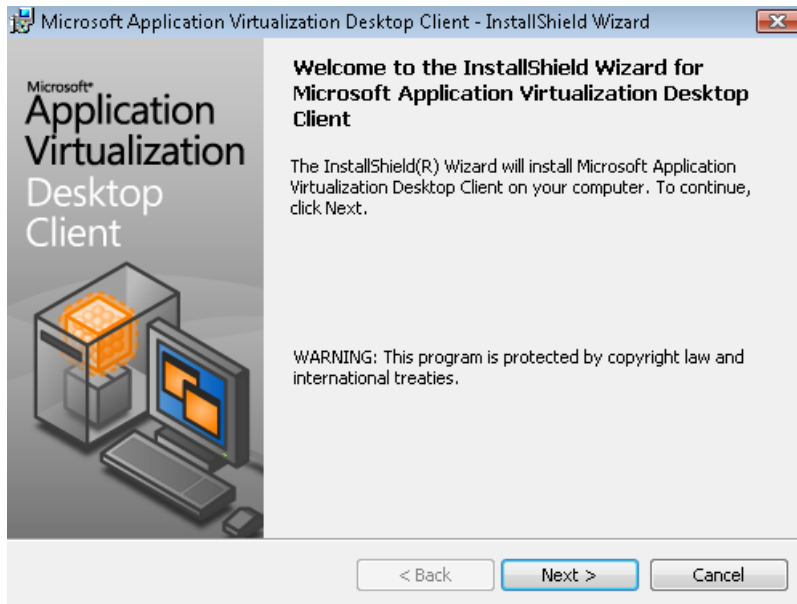 Microsoft Application Virtualization Desktop Client - InstallShield Wizard
Microsoft®
Application
Virtualization
Desktop
Client
Welcome to the InstallShield Wizard for
Microsoft Application Virtualization Desktop
Client
The InstallShield(R) Wizard will install Microsoft Application
Virtualization Desktop Client on your computer. To continue,
click Next.
WARNING: This program is protected by copyright law and
international treaties.
< Back
Next >
Cancel